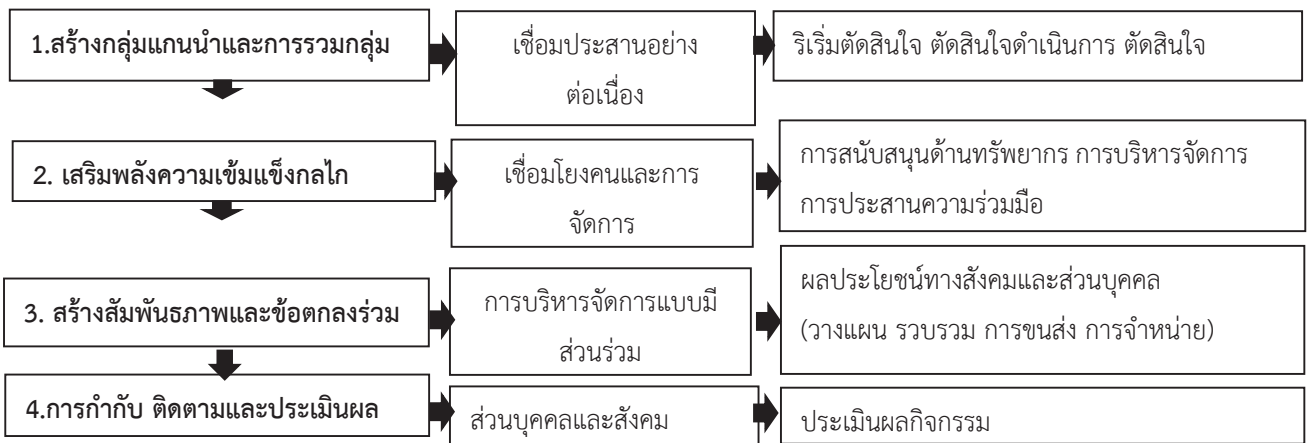 1.สร้างกลุ่มแกนนำและการรวมกลุ่ม
เชื่อมประสานอย่าง
ต่อเนื่อง
ริเริ่มตัดสินใจ ตัดสินใจดำเนินการ ตัดสินใจ
2. เสริมพลังความเข้มแข็งกลไก
เชื่อมโยงคนและการ
จัดการ
การสนับสนุนด้านทรัพยากร การบริหารจัดการ
การประสานความร่วมมือ
3. สร้างสัมพันธภาพและข้อตกลงร่วม
การบริหารจัดการแบบมี
ส่วนร่วม
ผลประโยชน์ทางสังคมและส่วนบุคคล
(วางแผน รวบรวม การขนส่ง การจำหน่าย)
4.การกำกับ ติดตามและประเมินผล
ส่วนบุคคลและสังคม
ประเมินผลกิจกรรม